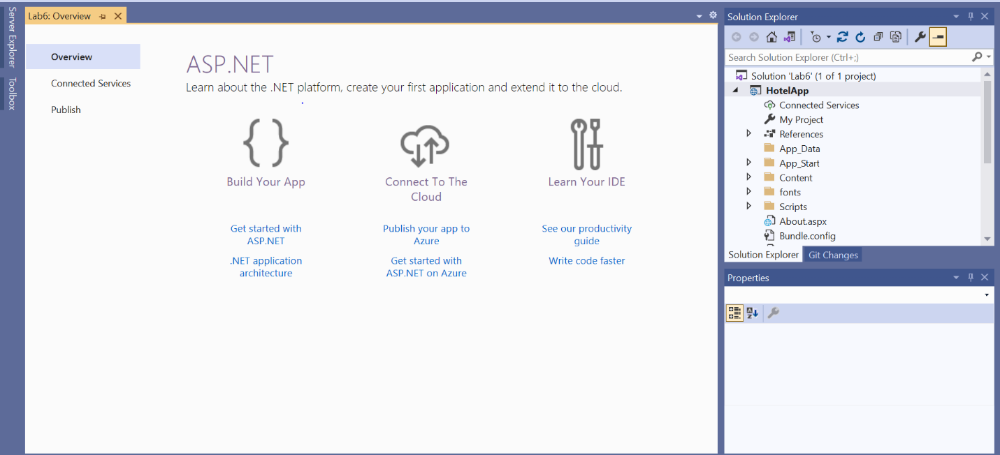 Server Explorer
Toolbox
Lab6: Overview
Overview
Connected Services
Publish
ASP.NET
Learn about the .NET platform, create your first application and extend it to the cloud.
Build Your App
Get started with
ASP.NET
.NET application
architecture
Connect To The
Cloud
Publish your app to
Azure
Get started with
ASP.NET on Azure
Learn Your IDE
See our productivity
guide
Write code faster
Solution Explorer
Search Solution Explorer (Ctrl+;)
Solution 'Lab6' (1 of 1 project)
HotelApp
Connected Services
My Project
References
App_Data
App_Start
Content
fonts
Scripts
About.aspx
Bundle.config
Solution Explorer
Git Changes
Properties